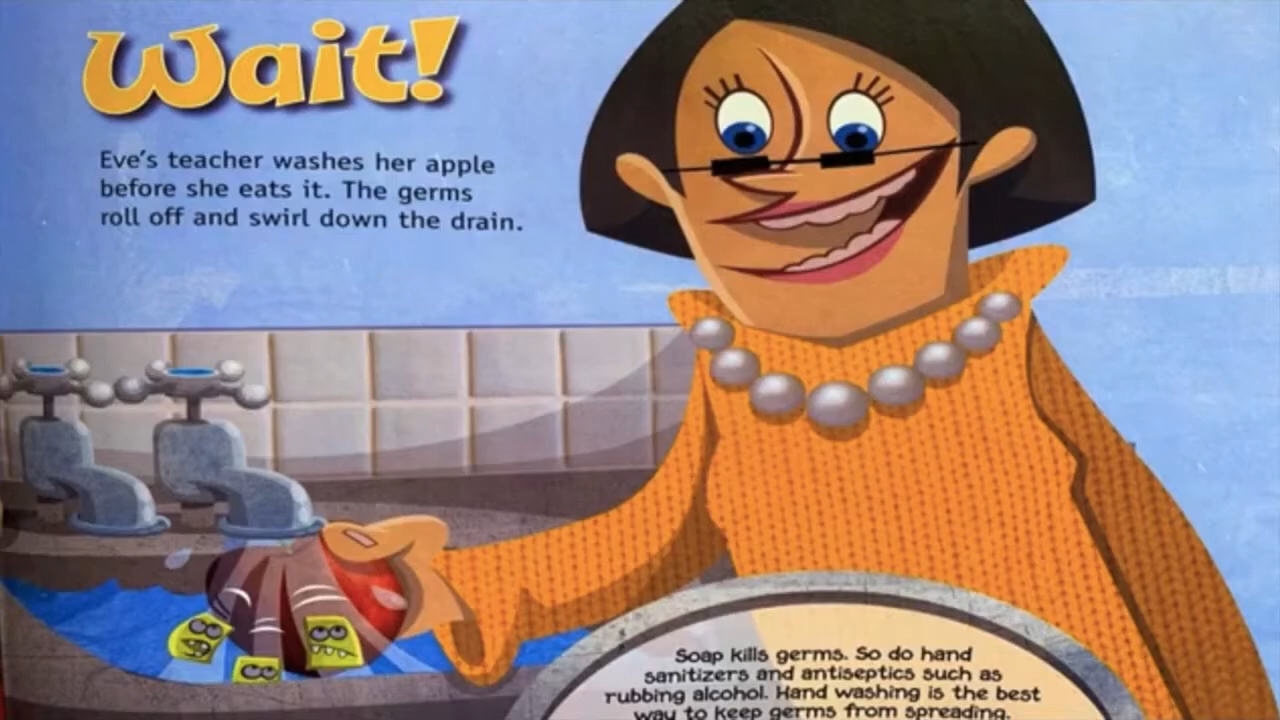 Wait!
Eve's teacher washes her apple
before she eats it. The germs
roll off and swirl down the drain.
Soap kills germs. So do hand
sanitizers and antiseptics such as
rubbing alcohol. Hand washing is the best
way to keep germs from spreading.